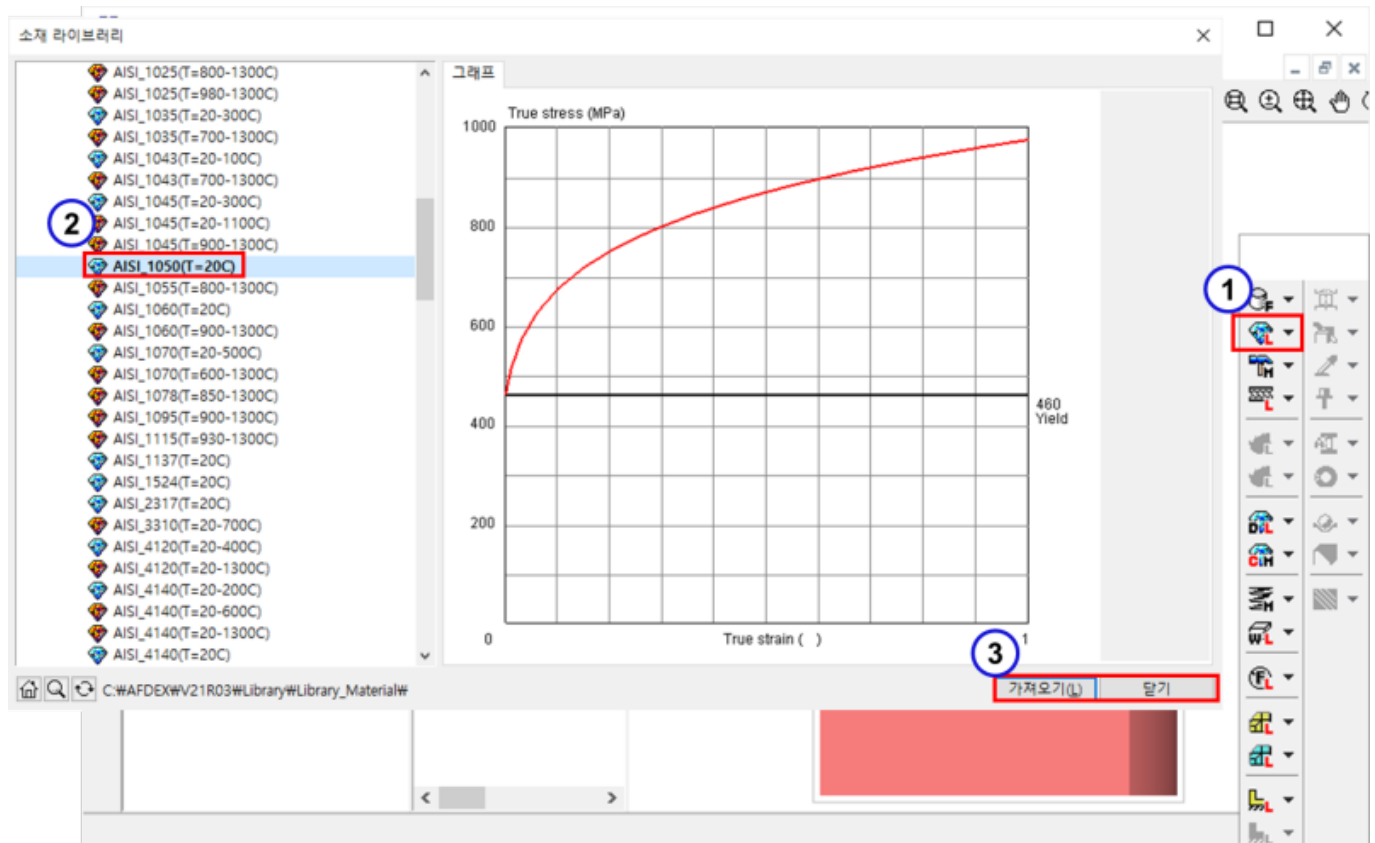 소재 라이브러리
AISI_1025(T=800-1300C)
AISI_1025(T=980-1300C)
AISI_1035(T=20-300C)
AISI_1035(T=700-1300C)
AISI_1043(T=20-100C)
AISI_1043(T=700-1300C)
AISI_1045(T=20-300C)
2
AISI_1045(T=20-1100C)
AISI_1045(T=900-1300C)
AISI_1050(T=20C)
AISI_1055(T=800-1300C)
AISI_1060(T=20C)
AISI_1060(T=900-1300C)
AISI_1070(T=20-500C)
AISI_1070(T=600-1300C)
AISI_1078(T=850-1300C)
AISI_1095(T=900-1300C)
AISI_1115(T=930-1300C)
AISI_1137(T=20C)
AISI_1524(T=20C)
AISI_2317(T=20C)
AISI_3310(T=20-700C)
AISI_4120(T=20-400C)
AISI_4120(T=20-1300C)
AISI_4140(T=20-200C)
AISI_4140(T=20-600C)
AISI_4140(T=20-1300C)
AISI_4140(T=20C)
그래프
True stress (MPa)
1000
800
600
400
200
0
460
Yield
True strain ( )
1
3
C:₩AFDEX₩V21R03₩Library₩Library_Material₩
가져오기(L)
닫기
1
F
L
M
L
L
L
D L
C M
M
W L
F L
L
L
L
L